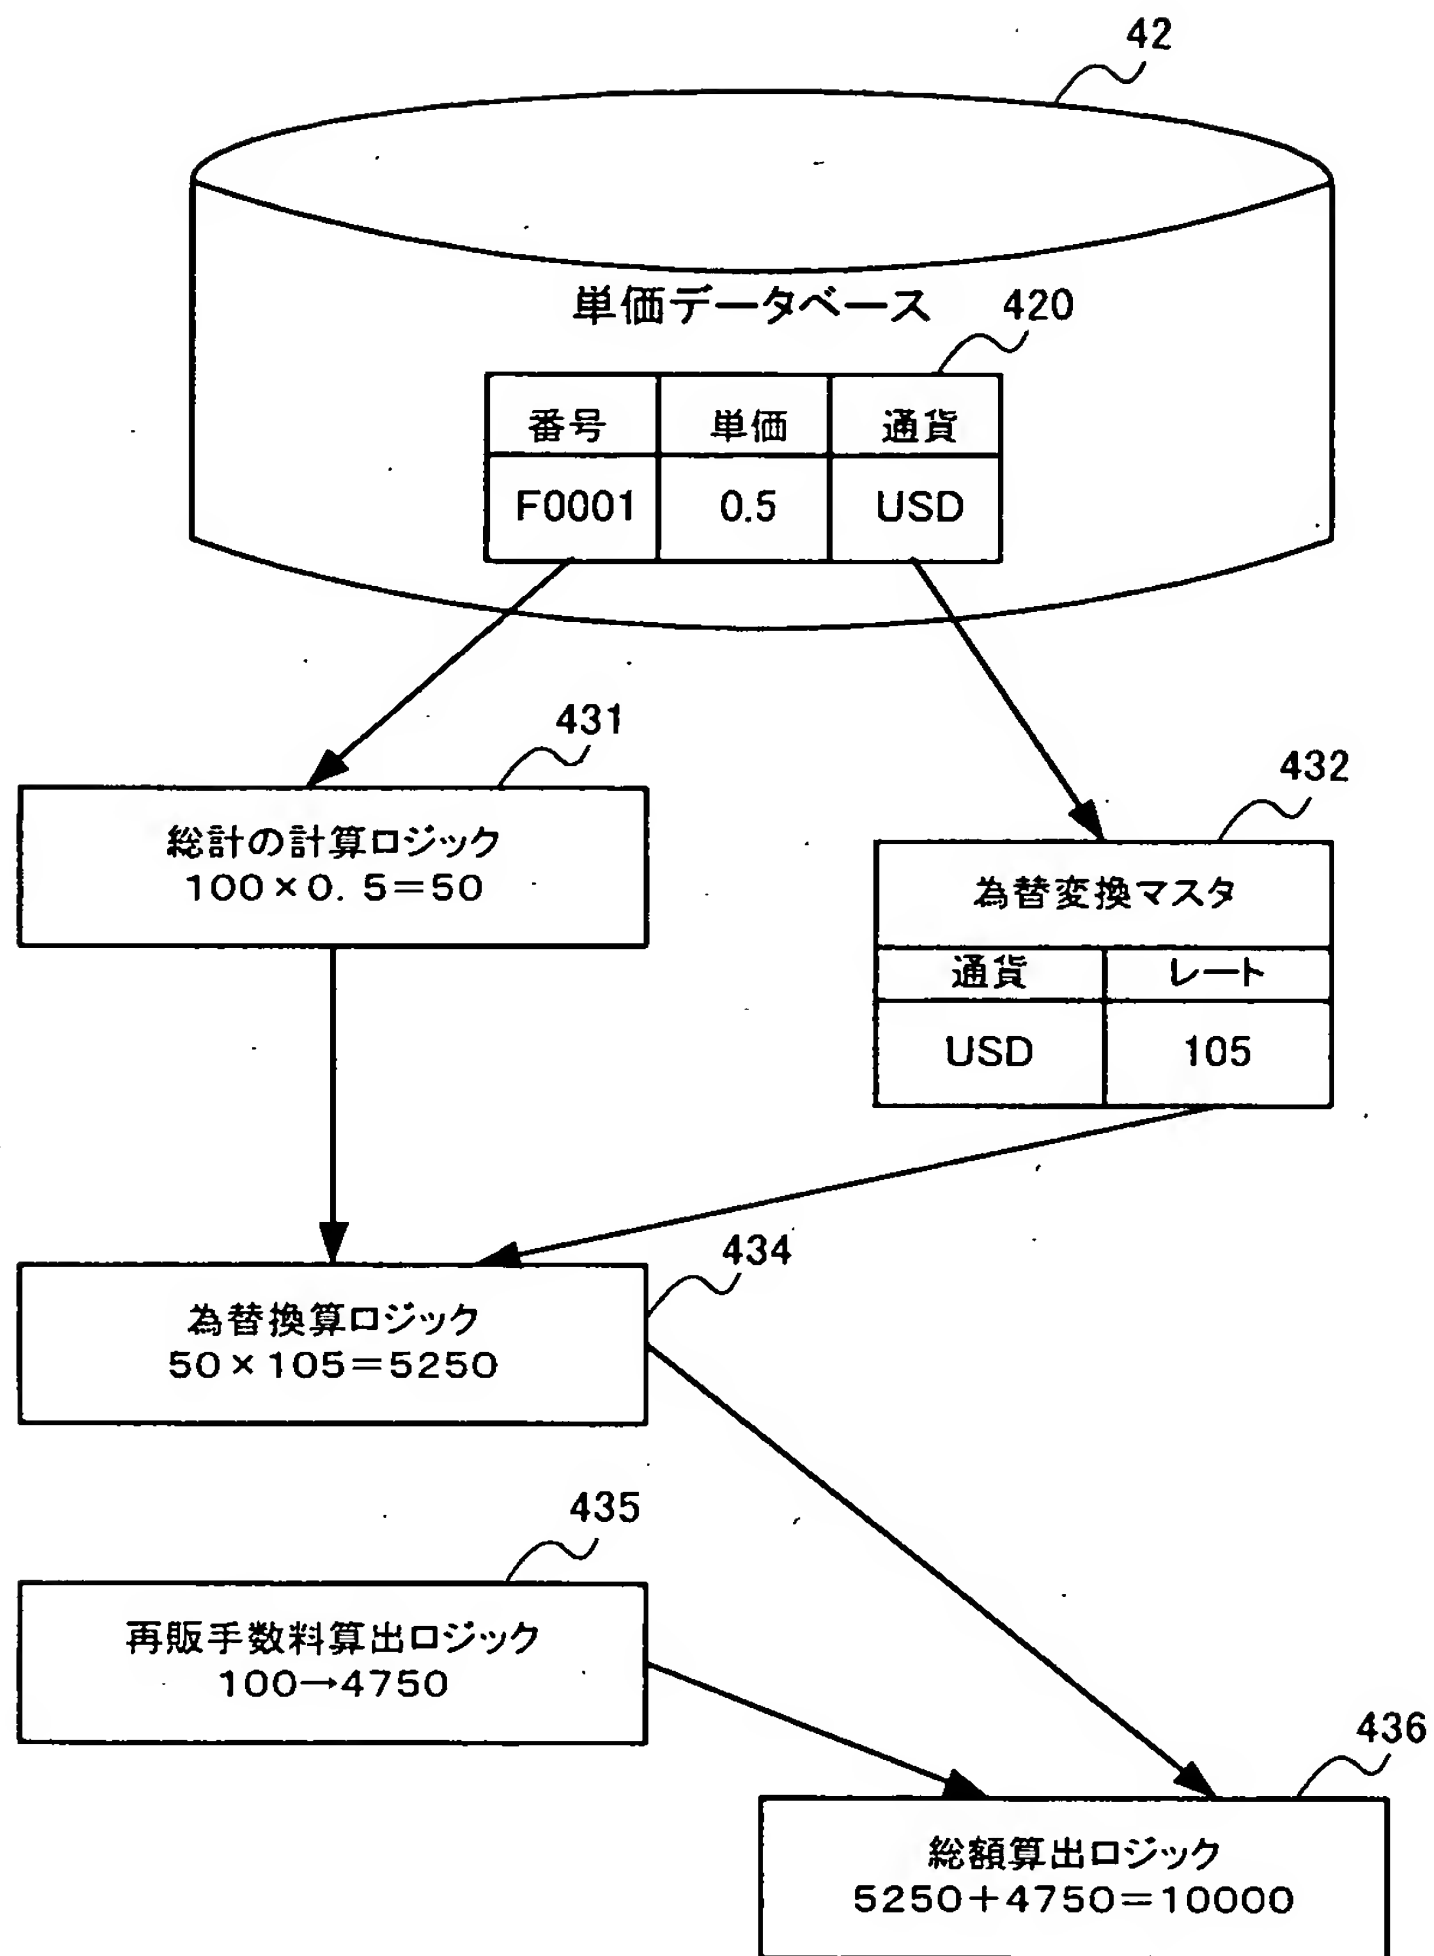 42
単価データベース
420
番号 単価 通貨
F0001 0.5 USD
431
総計の計算ロジック
100×0.5=50
432
為替変換マスタ
通貨 レート
USD 105
434
為替換算ロジック
50×105=5250
435
再販手数料算出ロジック
100→4750
436
総額算出ロジック
5250+4750=10000